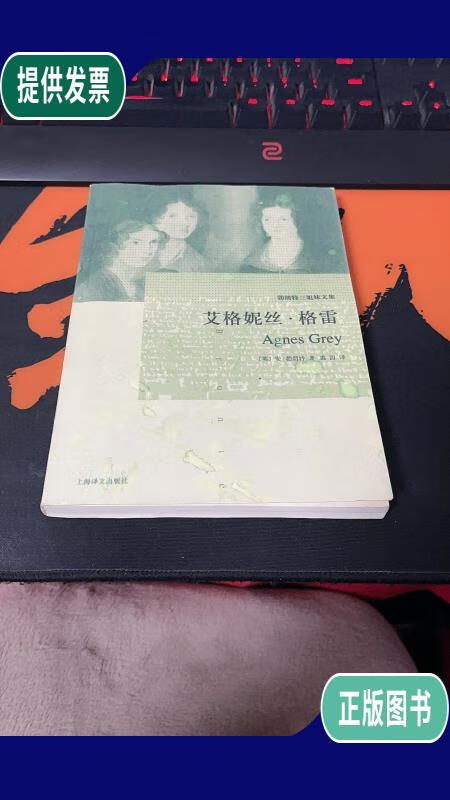 提供发票
勃朗特三姐妹文集
艾格妮丝·格雷
Agnes Grey
上海译文出版社
正版图书